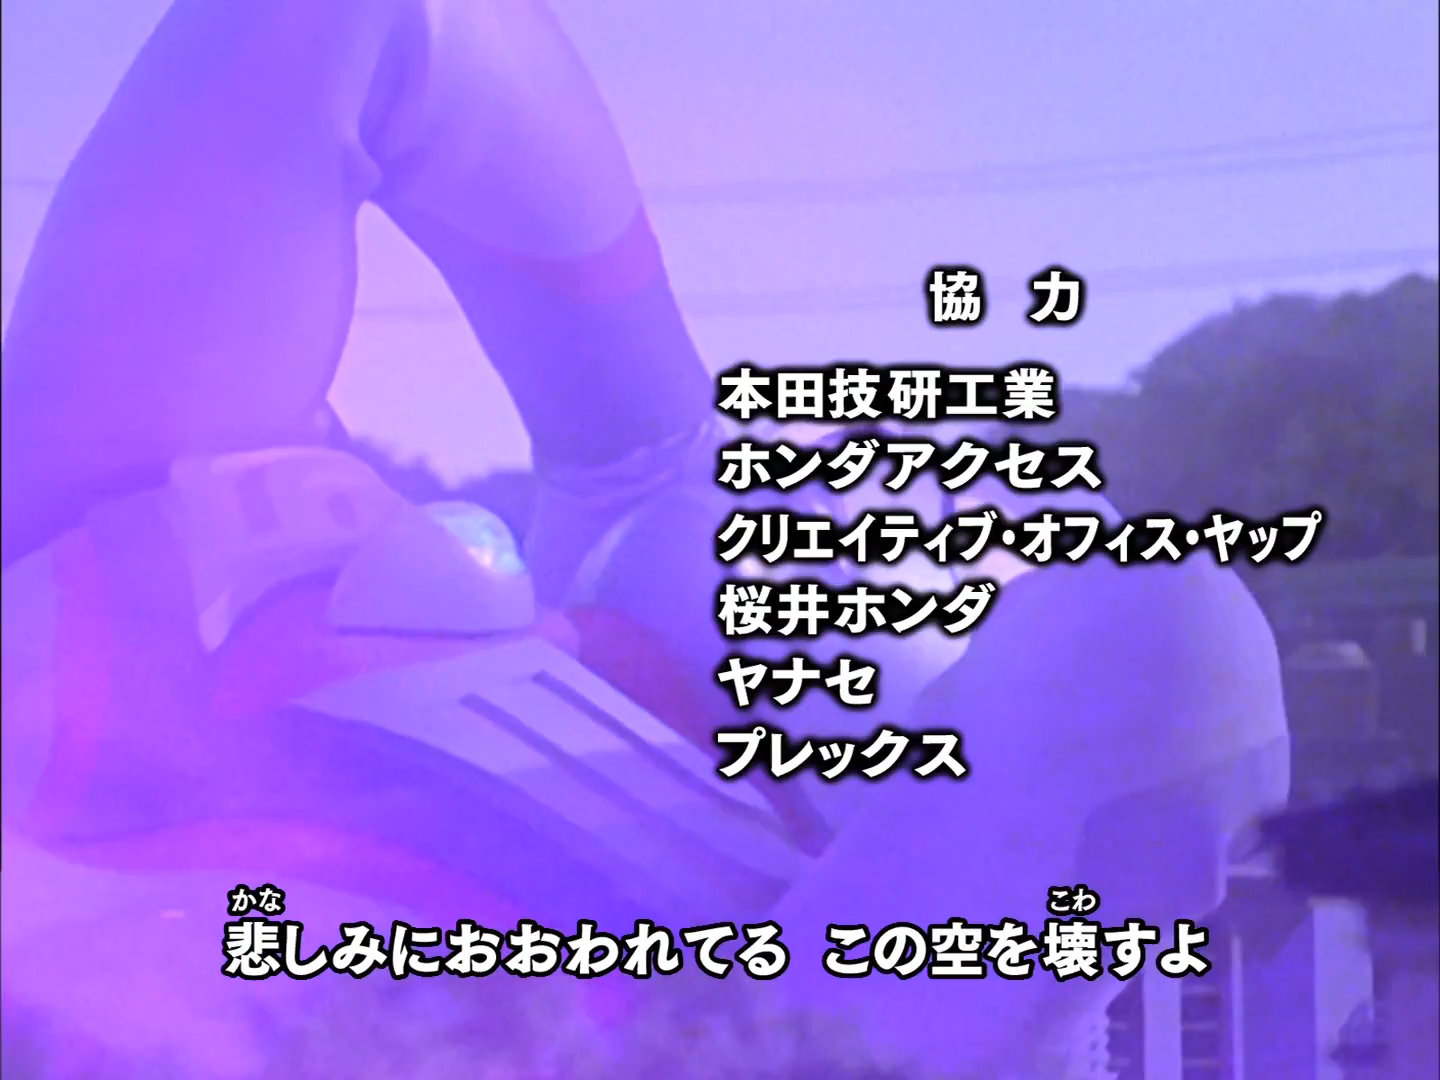 協　力
本田技研工業
ホンダアクセス
クリエイティブ・オフィス・ヤップ
桜井ホンダ
ヤナセ
プレックス
かな　こわ
悲しみにおおわれてる　この空を壊すよ